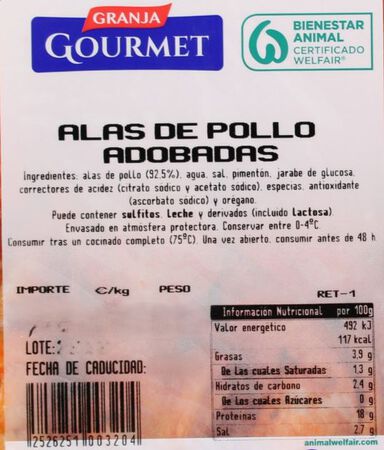 GRANJA
GOURMET
BIENESTAR
ANIMAL
CERTIFICADO
WELFAIR®
ALAS DE POLLO
ADOBADAS
Ingredientes: alas de pollo (92.5%), agua, sal, pimentón, jarabe de glucosa,
correctores de acidez (citrato sódico y acetato sódico), especias, antioxidante
(ascorbato sódico) y orégano.
Puede contener sulfitos, Leche y derivados (incluido Lactosa).
Envasado en atmósfera protectora. Conservar entre 0-4ºC.
Consumir tras un cocinado completo (75ºC). Una vez abierto, consumir antes de 48 h
IMPORTE €/kg PESO RET-1
Información Nutricional por 100g
Valor energético 492 kJ
117 kcal
Grasas 3,9 g
De las cuales Saturadas 1.3 g
Hidratos de carbono 2.4 g
De los cuales Azúcares 0 g
Proteinas 18 g
Sal 2.7 g
LOTE:
FECHA DE CADUCIDAD:
2526251003204
animalwelfair.com